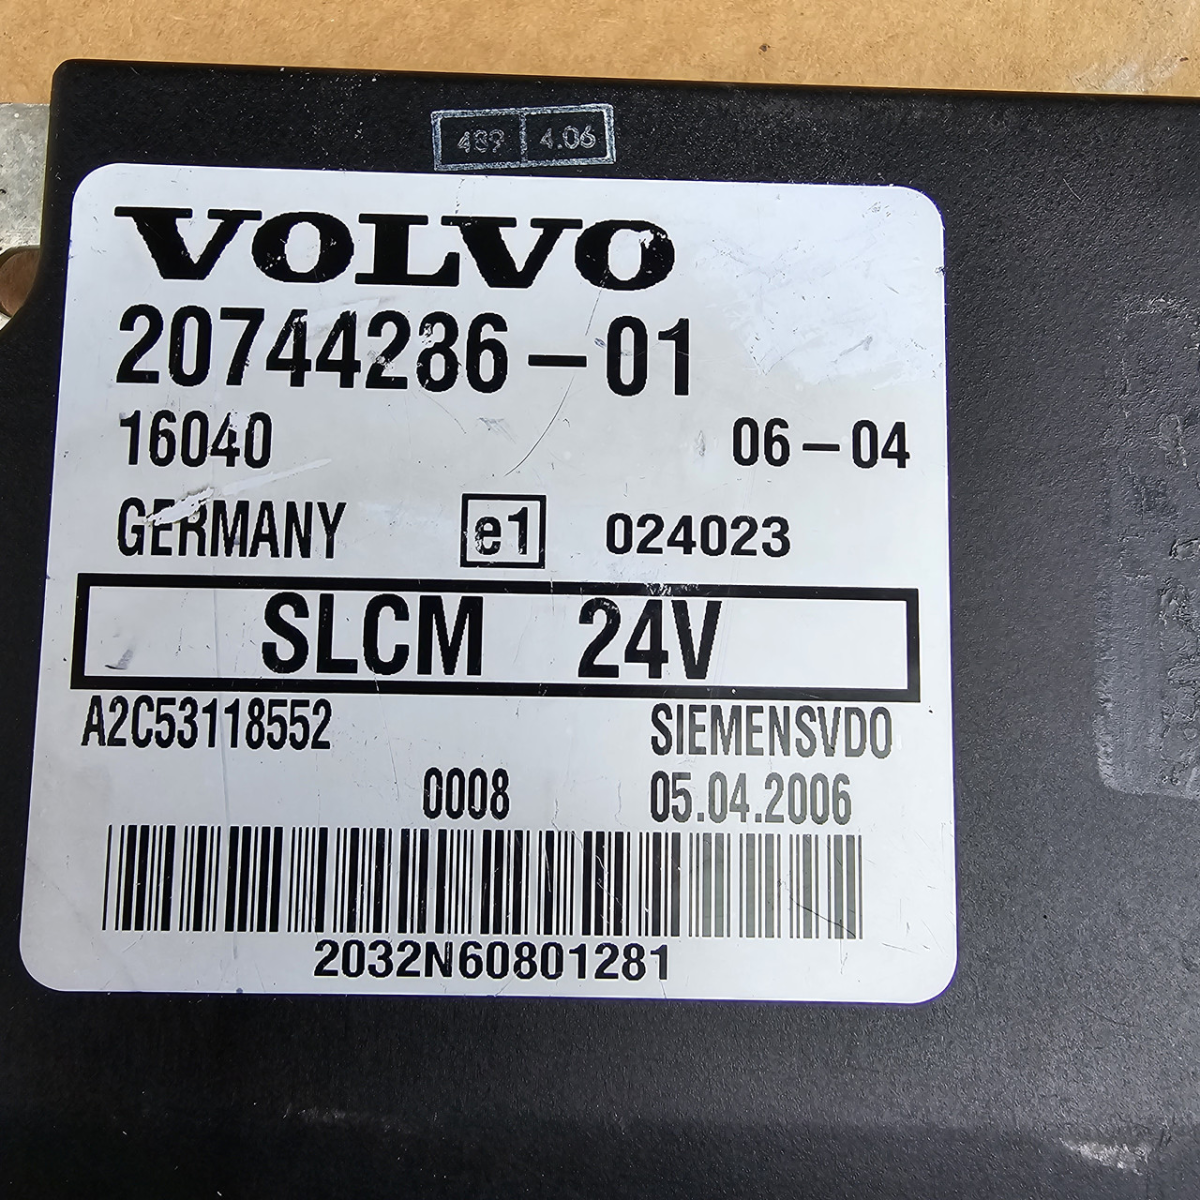 489 4.06
VOLVO
20744286-01
16040 06-04
GERMANY e1 024023
SLCM 24V
A2C53118552 SIEMENSVDO
0008 05.04.2006
2032N60801281